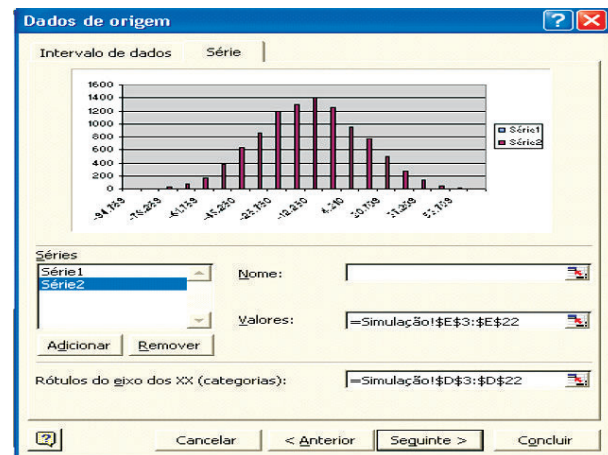 Dados de origem
Intervalo de dados Série
1600
1400
1200
1000
800
600
400
200
0
Série1
Série2
Séries
Série1
Série2
Nome:
Valores: =Simulação!$E$3:$E$22
Adicionar Remover
Rótulos do eixo dos XX (categorias): =Simulação!$D$3:$D$22
Cancelar < Anterior Seguinte > Concluir